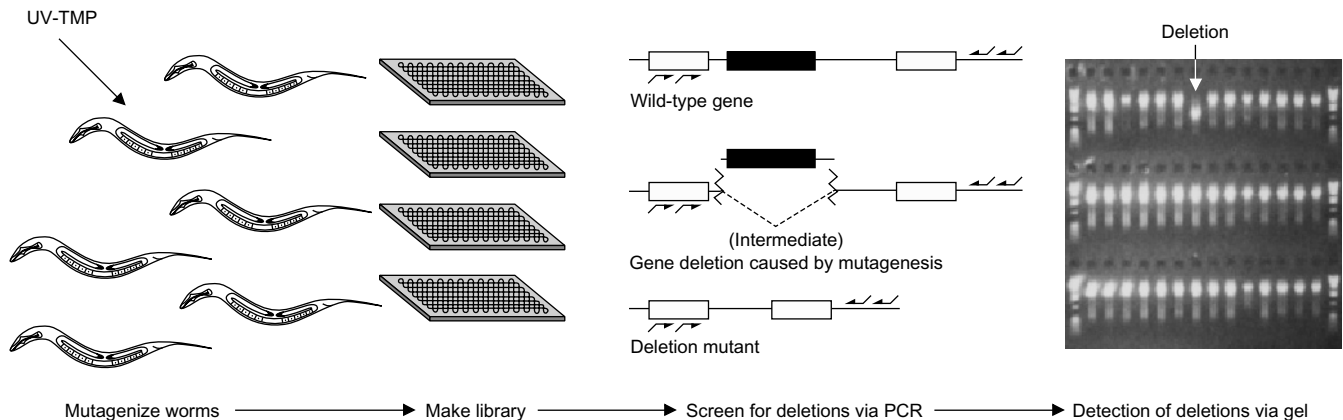 UV-TMP
Deletion
Wild-type gene
(Intermediate)
Gene deletion caused by mutagenesis
Deletion mutant
Mutagenize worms
Make library
Screen for deletions via PCR
Detection of deletions via gel